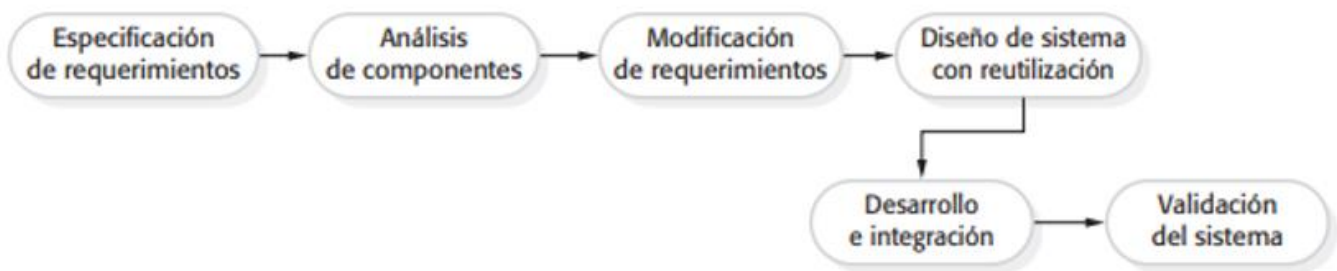 Especificación
de requerimientos
Análisis
de componentes
Modificación
de requerimientos
Diseño de sistema
con reutilización
Desarrollo
e integración
Validación
del sistema